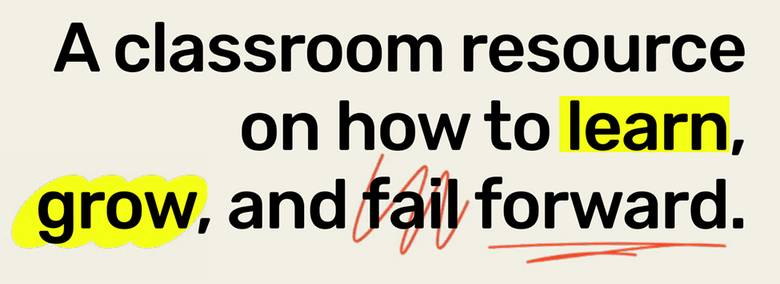 A classroom resource
on how to learn,
grow, and fail forward.